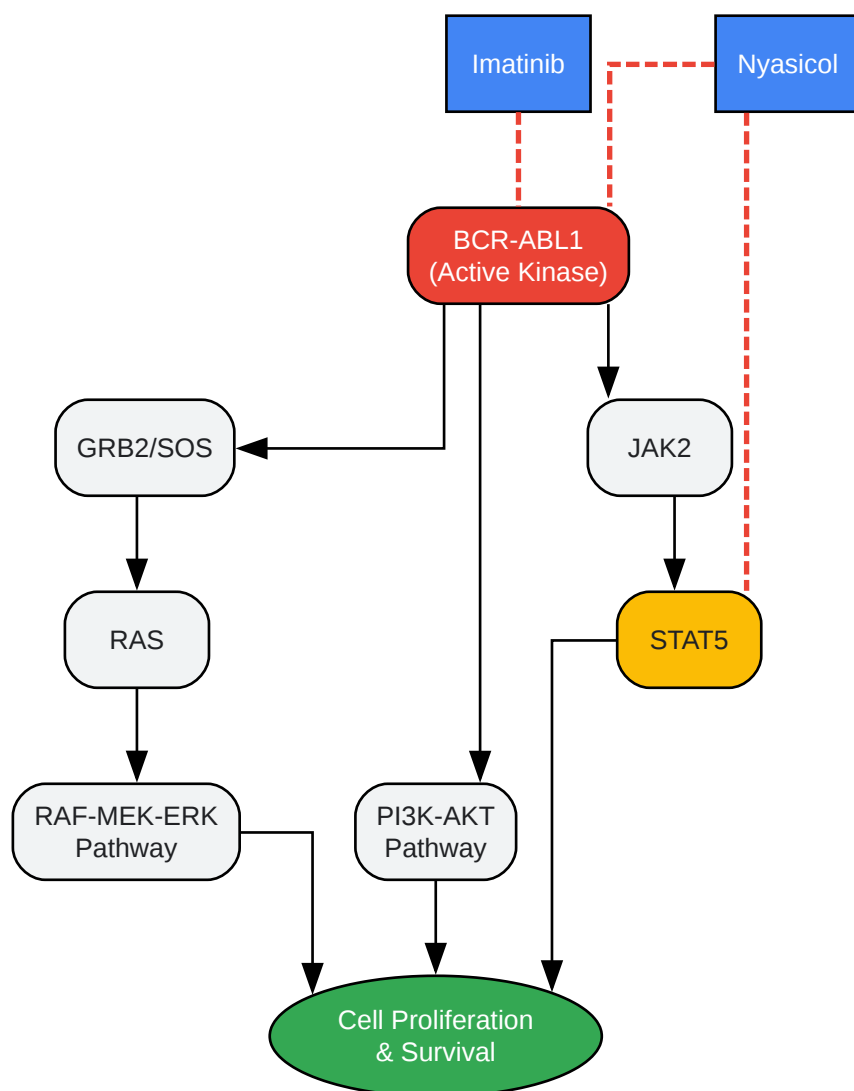 Imatinib
Nyasicol
BCR-ABL1
(Active Kinase)
GRB2/SOS
JAK2
RAS
STAT5
RAF-MEK-ERK
Pathway
PI3K-AKT
Pathway
Cell Proliferation
& Survival